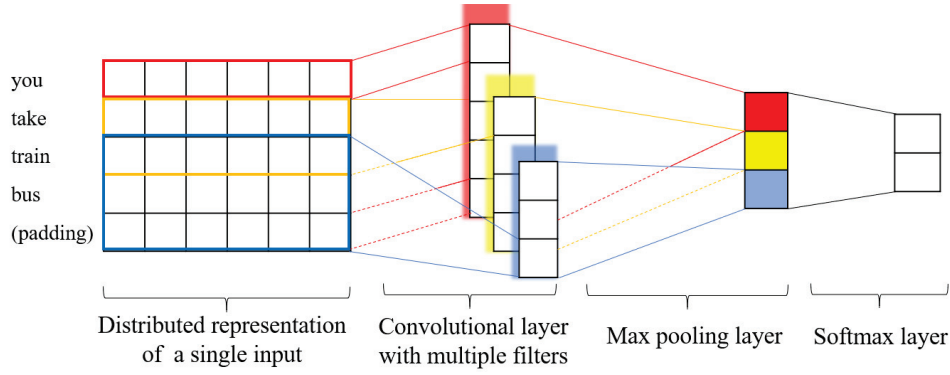 you
take
train
bus
(padding)
Distributed representation
of a single input
Convolutional layer
with multiple filters
Max pooling layer
Softmax layer